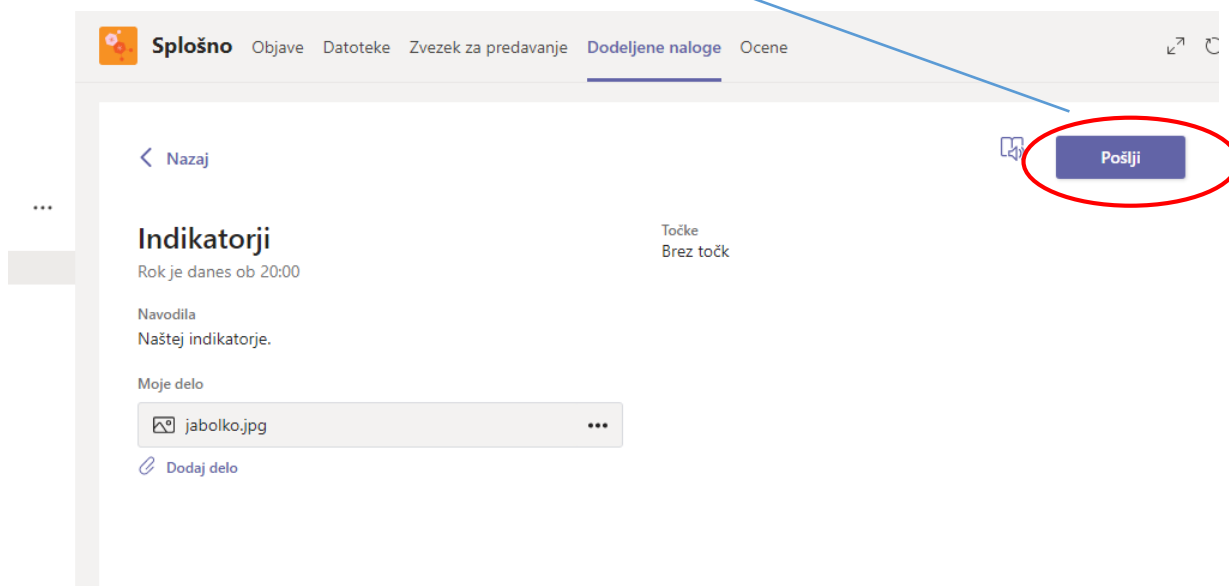 Splošno Objave Datoteke Zvezek za predavanje Dodeljene naloge Ocene
Nazaj
Pošlji
Indikatorji
Rok je danes ob 20:00
Točke
Brez točk
Navodila
Naštej indikatorje.
Moje delo
jabolko.jpg
Dodaj delo